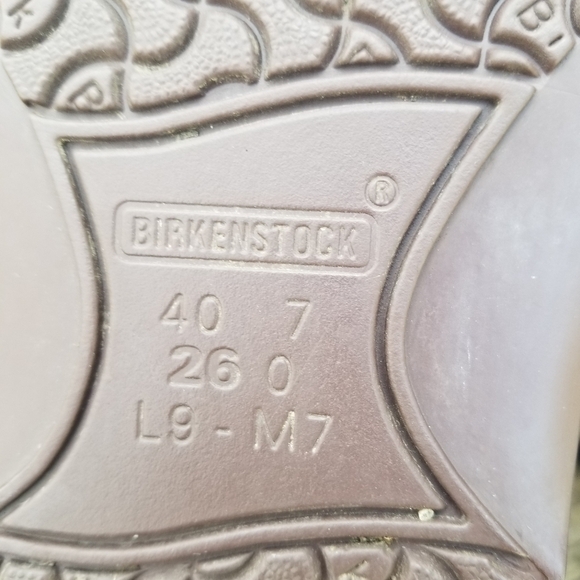 k
B'
P
A
®
BIRKENSTOCK
40 7
26 0
L9 - M7